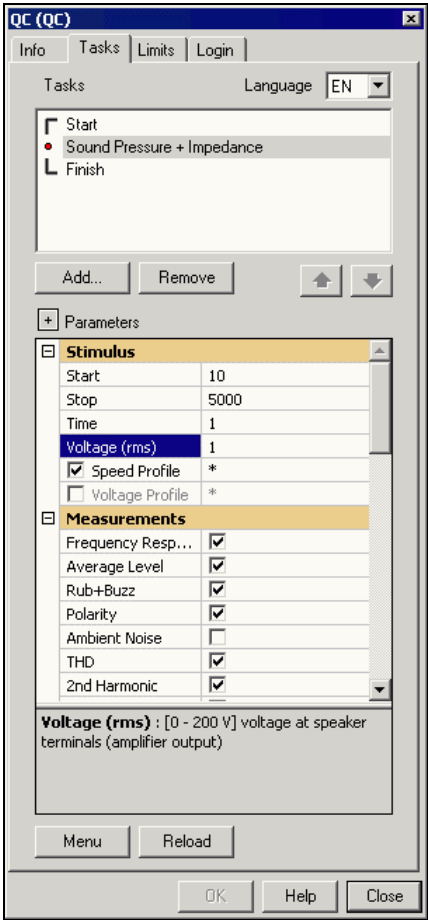 QC (QC)
Info Tasks Limits Login
Tasks Language EN
Start
Sound Pressure + Impedance
Finish
Add... Remove
+ Parameters
Stimulus
Start 10
Stop 5000
Time 1
Voltage (rms) 1
Speed Profile *
Voltage Profile *
Measurements
Frequency Resp...
Average Level
Rub+Buzz
Polarity
Ambient Noise
THD
2nd Harmonic
Voltage (rms) : [0 - 200 V] voltage at speaker
terminals (amplifier output)
Menu Reload
OK Help Close